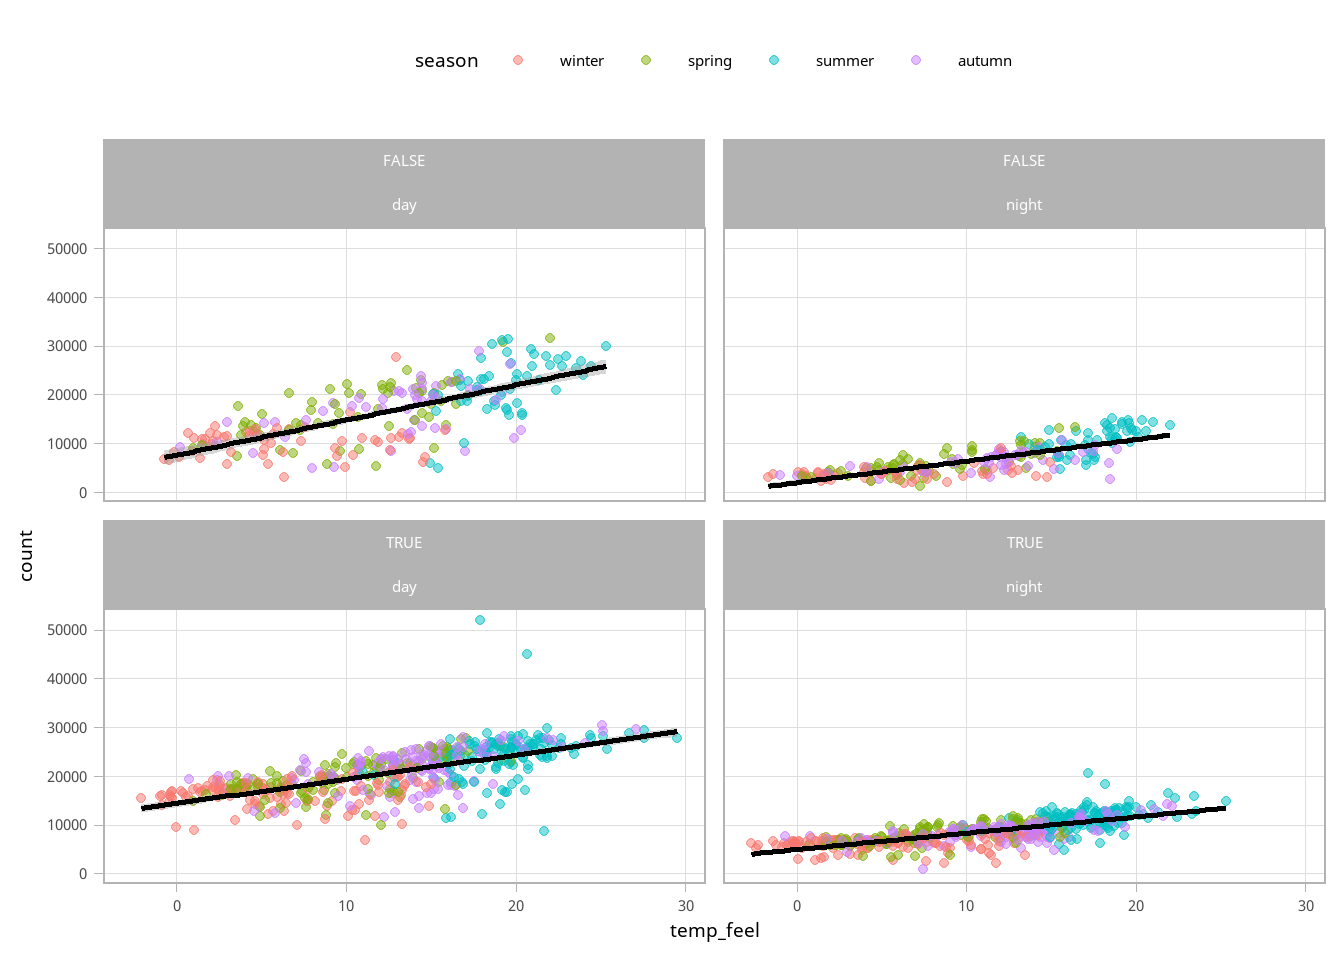 season winter spring summer autumn
FALSE FALSE
day night
50000
40000
30000
20000
10000
0
TRUE TRUE
day night
count
50000
40000
30000
20000
10000
0
0 10 20 30 0 10 20 30
temp_feel